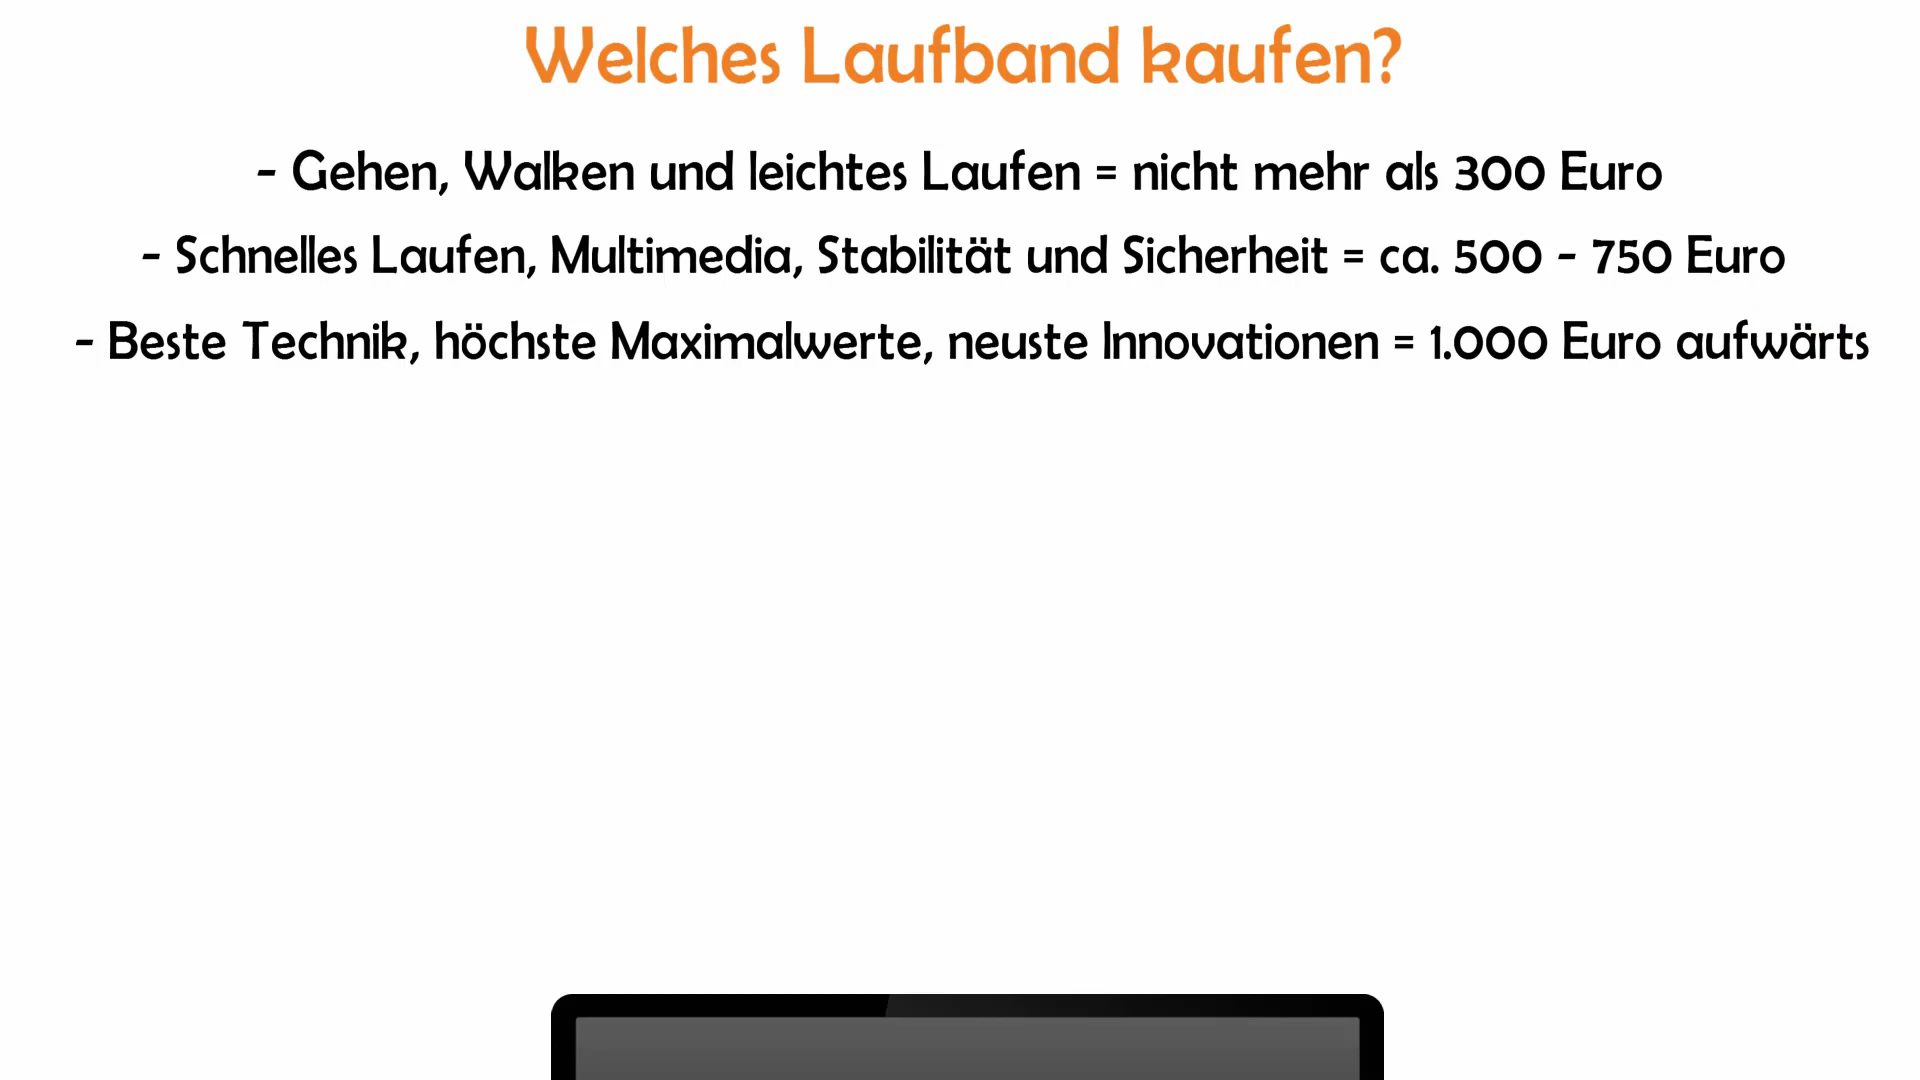 Welches Laufband kaufen?
- Gehen, Walken und leichtes Laufen = nicht mehr als 300 Euro
- Schnelles Laufen, Multimedia, Stabilität und Sicherheit = ca. 500 - 750 Euro
- Beste Technik, höchste Maximalwerte, neuste Innovationen = 1.000 Euro aufwärts